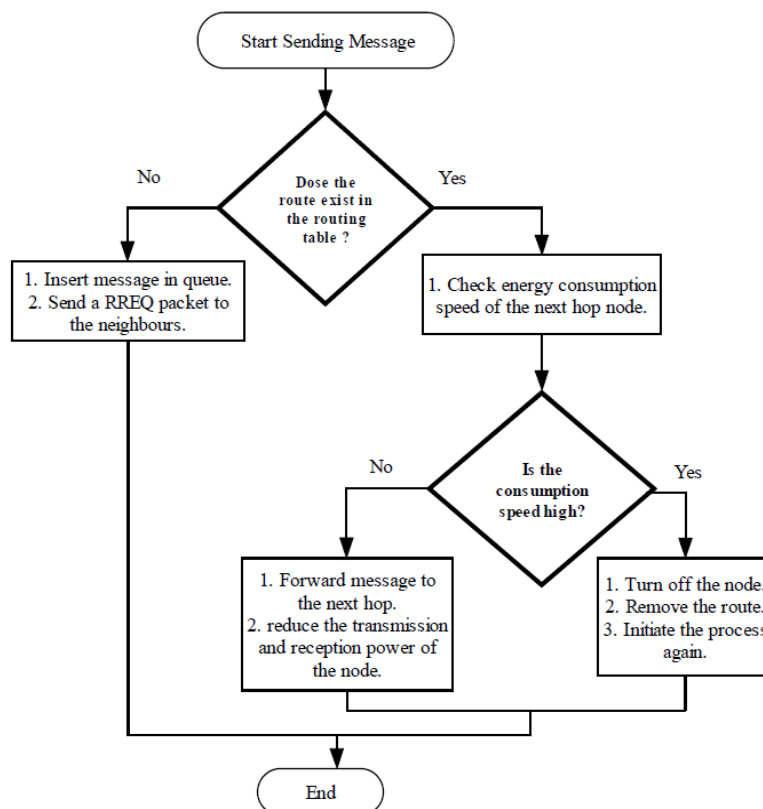 Start Sending Message
No
Yes
Dose the
route exist in
the routing
table ?
1. Insert message in queue.
2. Send a RREQ packet to
the neighbours.
1. Check energy consumption
speed of the next hop node.
No
Yes
Is the
consumption
speed high?
1. Forward message to
the next hop.
2. reduce the transmission
and reception power of
the node.
1. Turn off the node.
2. Remove the route.
3. Initiate the process
again.
End